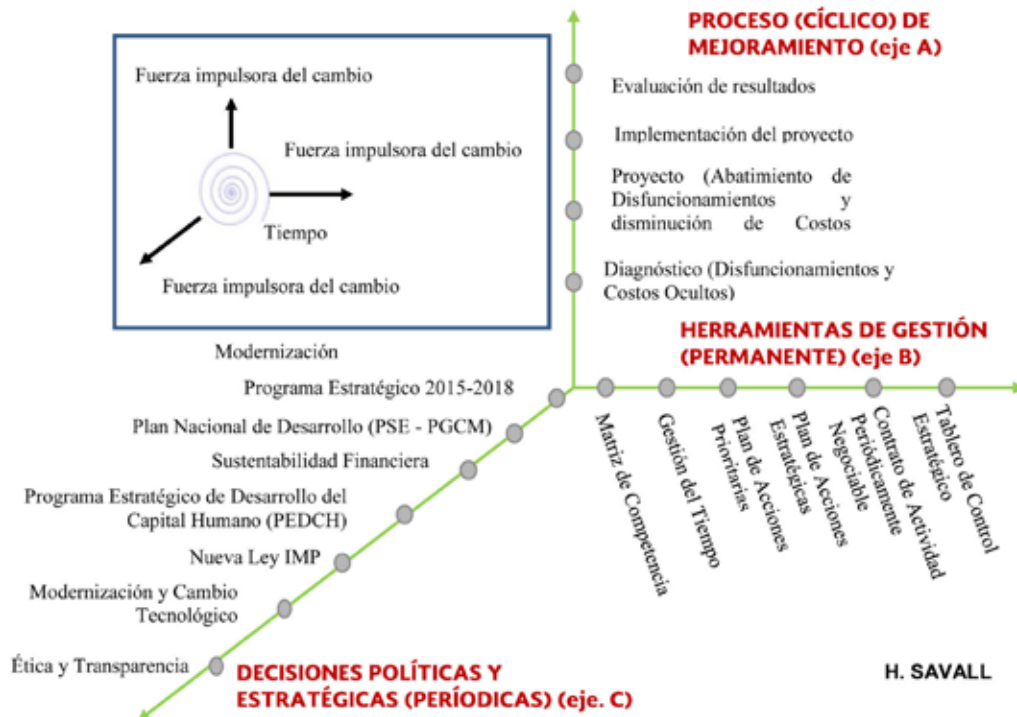 PROCESO (CÍCLICO) DE
MEJORAMIENTO (eje A)
Fuerza impulsora del cambio
Fuerza impulsora del cambio
Tiempo
Fuerza impulsora del cambio
Evaluación de resultados
Implementación del proyecto
Proyecto (Abatimiento de
Disfuncionamientos y
disminución de Costos
Diagnóstico (Disfuncionamientos y
Costos Ocultos)
HERRAMIENTAS DE GESTIÓN
(PERMANENTE) (eje B)
Matriz de Competencia
Gestión del Tiempo
Plan de Acciones
Prioritarias
Plan de Acciones
Estratégicas
Contrato de Actividad
Periódicamente
Negociable
Tablero de Control
Estratégico
Modernización
Programa Estratégico 2015-2018
Plan Nacional de Desarrollo (PSE - PGCM)
Sustentabilidad Financiera
Programa Estratégico de Desarrollo del
Capital Humano (PEDCH)
Nueva Ley IMP
Modernización y Cambio
Tecnológico
Ética y Transparencia
DECISIONES POLÍTICAS Y
ESTRATÉGICAS (PERÍODICAS) (eje. C)
H. SAVALL